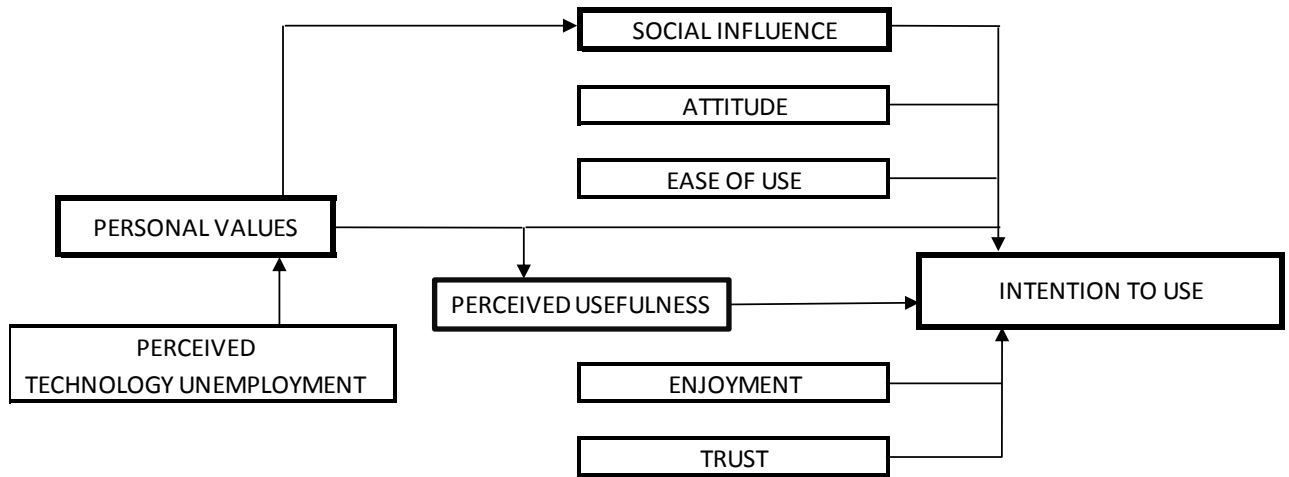 SOCIAL INFLUENCE
ATTITUDE
EASE OF USE
PERSONAL VALUES
PERCEIVED USEFULNESS
INTENTION TO USE
PERCEIVED
TECHNOLOGY UNEMPLOYMENT
ENJOYMENT
TRUST